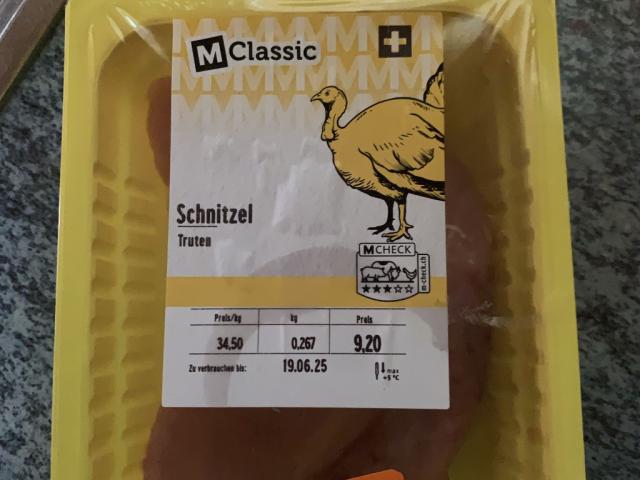 M Classic
Schnitzel
Truten
MCHECK
m-check.ch
Preis/kg kg Preis
34,50 0,267 9,20
Zu verbrauchen bis: 19.06.25
max
+5 °C